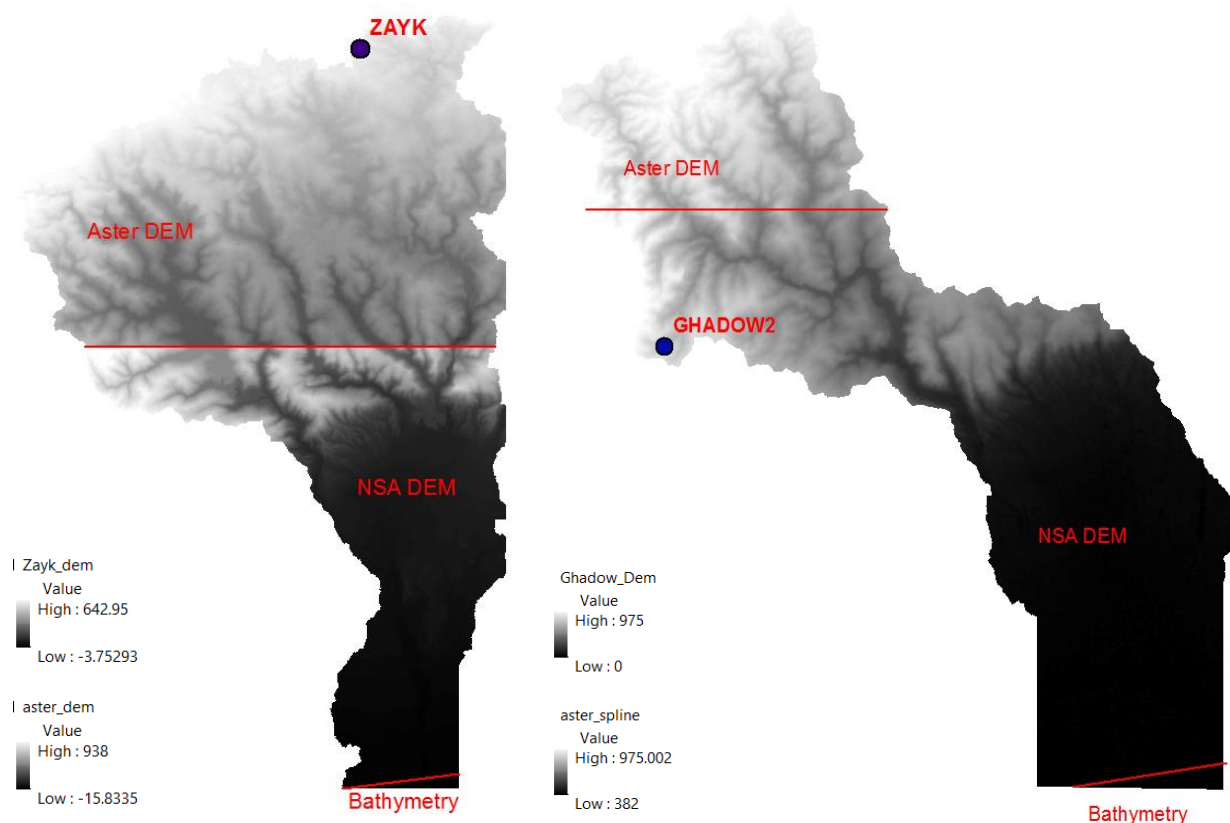 ZAYK
Aster DEM
NSA DEM
l Zayk_dem
Value
High : 642.95
Low : -3.75293
l aster_dem
Value
High : 938
Low : -15.8335
Bathymetry
Aster DEM
GHADOW2
NSA DEM
Ghadow_Dem
Value
High : 975
Low : 0
aster_spline
Value
High : 975.002
Low : 382
Bathymetry